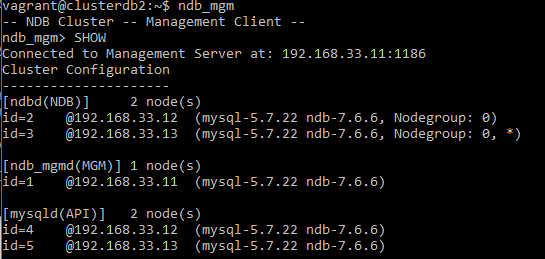 vagrant@clusterdb2:~$ ndb_mgm
-- NDB Cluster -- Management Client --
ndb_mgm> SHOW
Connected to Management Server at: 192.168.33.11:1186
Cluster Configuration
---------------------
[ndbd(NDB)]     2 node(s)
id=2    @192.168.33.12  (mysql-5.7.22 ndb-7.6.6, Nodegroup: 0)
id=3    @192.168.33.13  (mysql-5.7.22 ndb-7.6.6, Nodegroup: 0, *)

[ndb_mgmd(MGM)] 1 node(s)
id=1    @192.168.33.11  (mysql-5.7.22 ndb-7.6.6)

[mysqld(API)]   2 node(s)
id=4    @192.168.33.12  (mysql-5.7.22 ndb-7.6.6)
id=5    @192.168.33.13  (mysql-5.7.22 ndb-7.6.6)